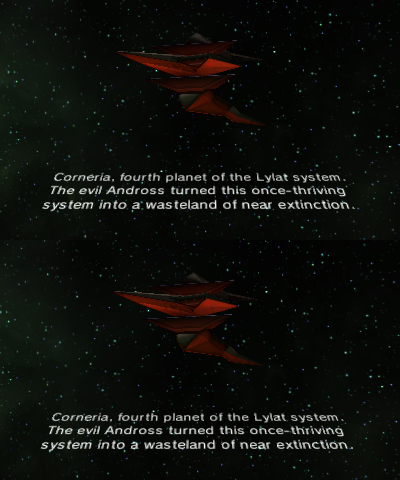 Corneria, fourth planet of the Lylat system.
The evil Andross turned this once-thriving
system into a wasteland of near extinction.
Corneria, fourth planet of the Lylat system.
The evil Andross turned this once-thriving
system into a wasteland of near extinction.